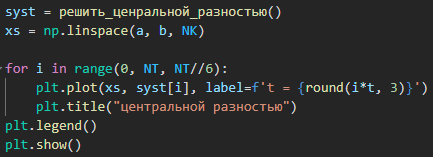 syst = решить_ценральной_разностью()
xs = np.linspace(a, b, NK)
for i in range(0, NT, NT//6):
    plt.plot(xs, syst[i], label=f't = {round(i*t, 3)}')
    plt.title("центральной разностью")
plt.legend()
plt.show()